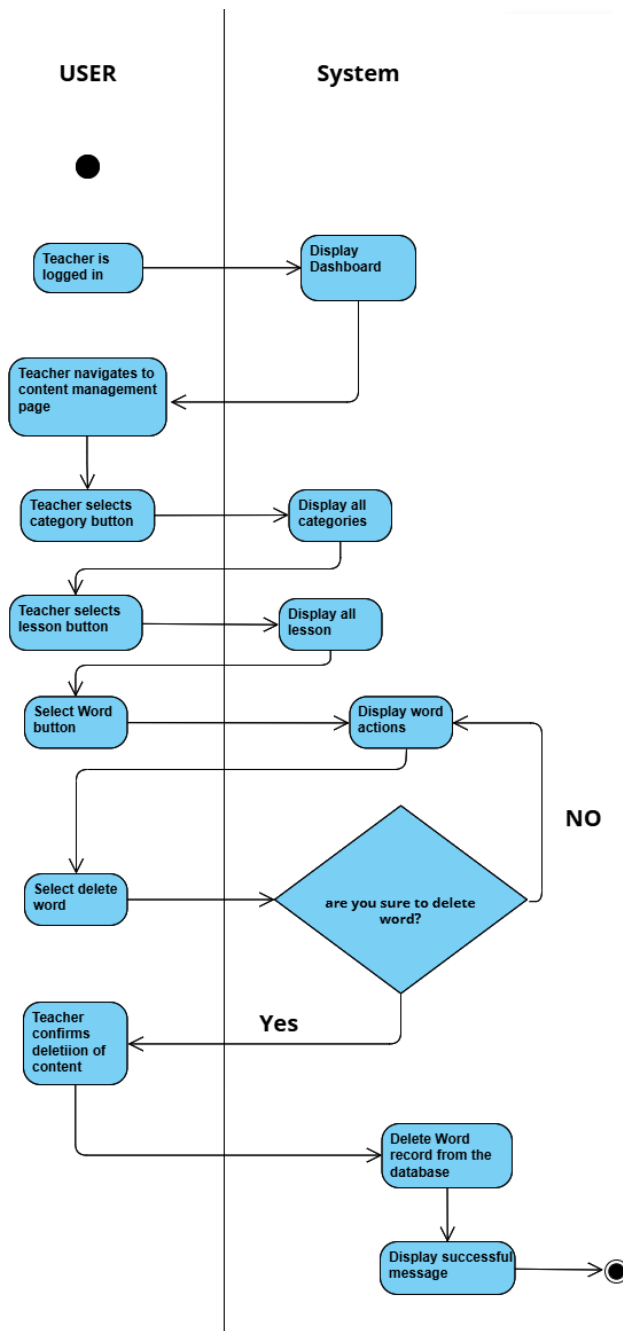 USER
System
Teacher is
logged in
Display
Dashboard
Teacher navigates to
content management
page
Teacher selects
category button
Display all
categories
Teacher selects
lesson button
Display all
lesson
Select Word
button
Display word
actions
NO
Select delete
word
are you sure to delete
word?
Yes
Teacher
confirms
deletiion of
content
Delete Word
record from the
database
Display successful
message